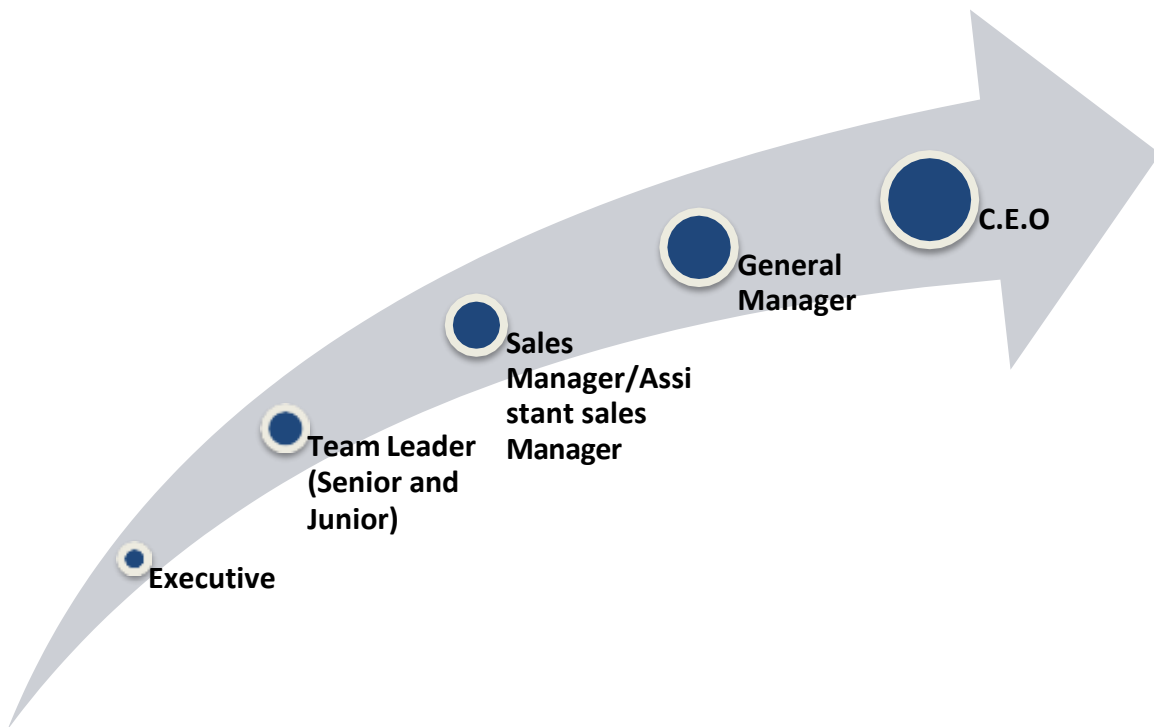 C.E.O
General
Manager
Sales
Manager/Assi
stant sales
Manager
Team Leader
(Senior and
Junior)
Executive